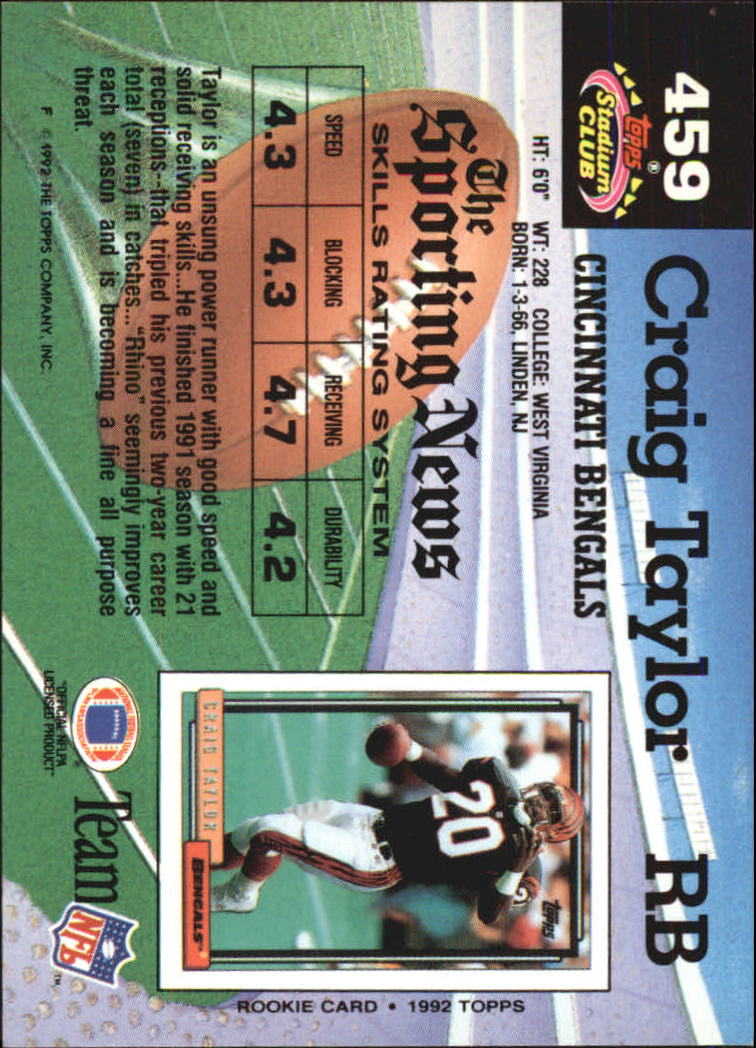 459
Topps®
Stadium
CLUB
Craig Taylor RB
CINCINNATI BENGALS
HT: 6'0" WT: 228 COLLEGE: WEST VIRGINIA
BORN: 1-3-66, LINDEN, NJ
The
Sporting News
SKILLS RATING SYSTEM
SPEED BLOCKING RECEIVING DURABILITY
4.3 4.3 4.7 4.2
Taylor is an unsung power runner with good speed and
solid receiving skills...He finished 1991 season with 21
receptions--that tripled his previous two-year career
total (seven) in catches... "Rhino" seemingly improves
each season and is becoming a fine all purpose
threat.
F © 1992 THE TOPPS COMPANY, INC.
topps
20
CRAIG TAYLOR
BENGALS™
ROOKIE CARD • 1992 TOPPS
"OFFICIAL NFLPA
LICENSED PRODUCT"
Team
NFL
™